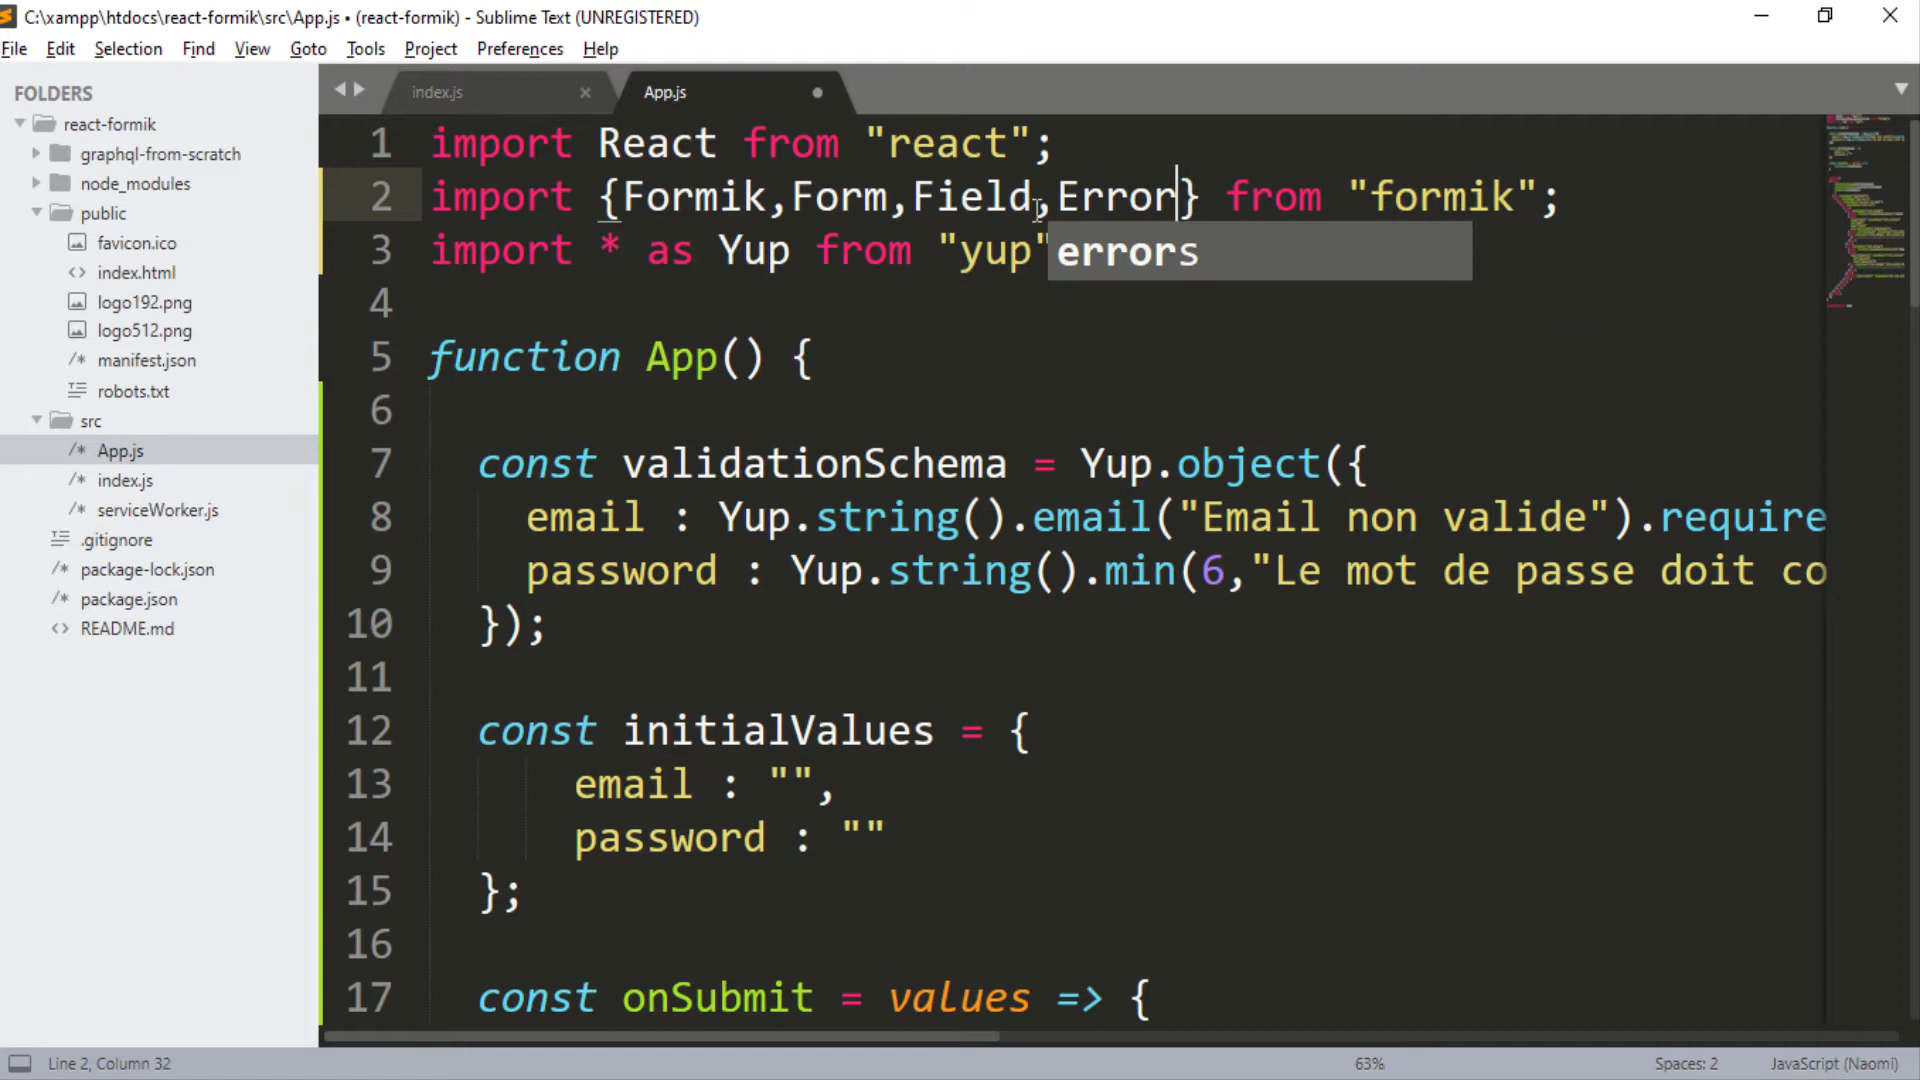 C:\xampp\htdocs\react-formik\src\App.js • (react-formik) - Sublime Text (UNREGISTERED)
File Edit Selection Find View Goto Tools Project Preferences Help
FOLDERS
react-formik
graphql-from-scratch
node_modules
public
favicon.ico
index.html
logo192.png
logo512.png
manifest.json
robots.txt
src
App.js
index.js
serviceWorker.js
.gitignore
package-lock.json
package.json
README.md
index.js App.js
1 import React from "react";
2 import {Formik,Form,Field,Error} from "formik";
3 import * as Yup from "yup"
errors
4
5 function App() {
6
7 const validationSchema = Yup.object({
8 email : Yup.string().email("Email non valide").require
9 password : Yup.string().min(6,"Le mot de passe doit co
10 });
11
12 const initialValues = {
13 email : "",
14 password : ""
15 };
16
17 const onSubmit = values => {
Line 2, Column 32 63% Spaces: 2 JavaScript (Naomi)